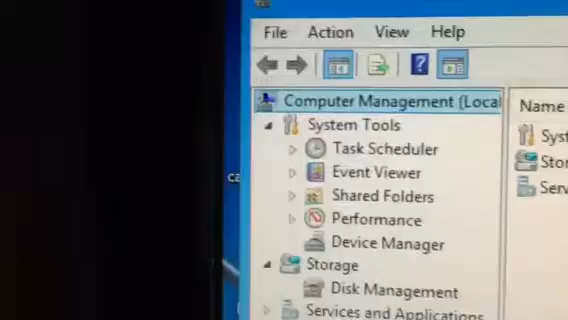 File Action View Help
Computer Management (Local
Name
System Tools
Syst
Task Scheduler
Stor
Event Viewer
Serv
ca
Shared Folders
Performance
Device Manager
Storage
Disk Management
Services and Applications